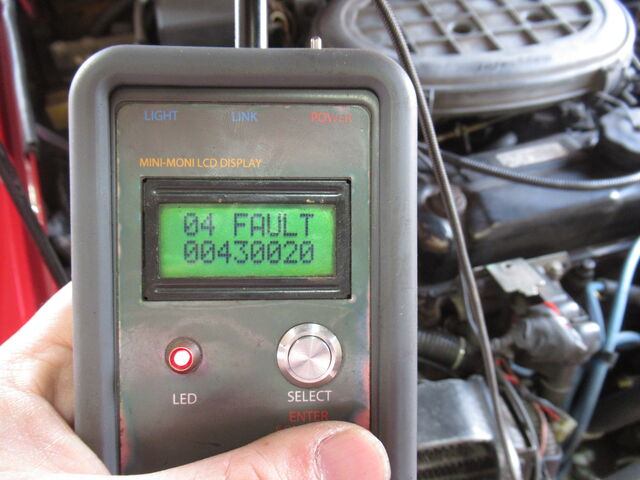 LIGHT LINK POWER
MINI-MONI LCD DISPLAY
04 FAULT
00430020
LED
SELECT
ENTER